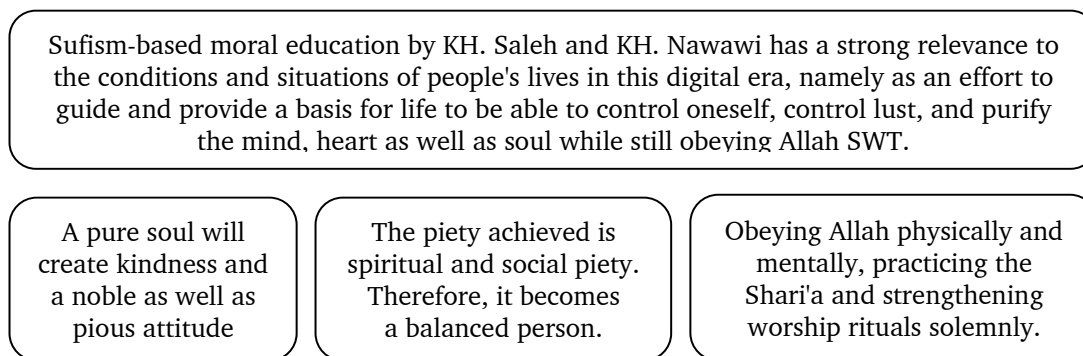 Sufism-based moral education by KH. Saleh and KH. Nawawi has a strong relevance to
the conditions and situations of people's lives in this digital era, namely as an effort to
guide and provide a basis for life to be able to control oneself, control lust, and purify
the mind, heart as well as soul while still obeying Allah SWT.
A pure soul will
create kindness and
a noble as well as
pious attitude
The piety achieved is
spiritual and social piety.
Therefore, it becomes
a balanced person.
Obeying Allah physically and
mentally, practicing the
Shari'a and strengthening
worship rituals solemnly.